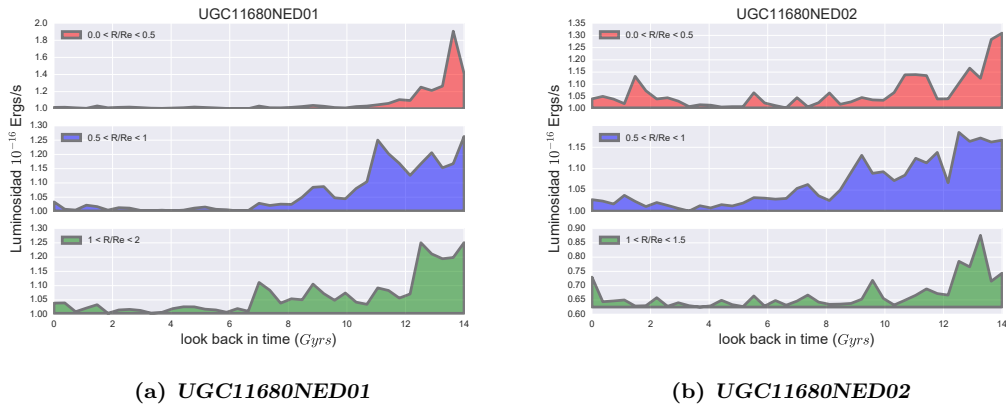 UGC11680NED01
2.0
1.8
1.6
1.4
1.2
1.0
0.0 < R/Re < 0.5
1.30
1.25
1.20
1.15
1.10
1.05
1.00
0.5 < R/Re < 1
1.30
1.25
1.20
1.15
1.10
1.05
1.00
1 < R/Re < 2
Luminosidad 10^{-16} Ergs/s
0 2 4 6 8 10 12 14
look back in time (Gyrs)
(a) UGC11680NED01
UGC11680NED02
1.35
1.30
1.25
1.20
1.15
1.10
1.05
1.00
0.0 < R/Re < 0.5
1.15
1.10
1.05
1.00
0.5 < R/Re < 1
0.90
0.85
0.80
0.75
0.70
0.65
0.60
1 < R/Re < 1.5
Luminosidad 10^{-16} Ergs/s
0 2 4 6 8 10 12 14
look back in time (Gyrs)
(b) UGC11680NED02